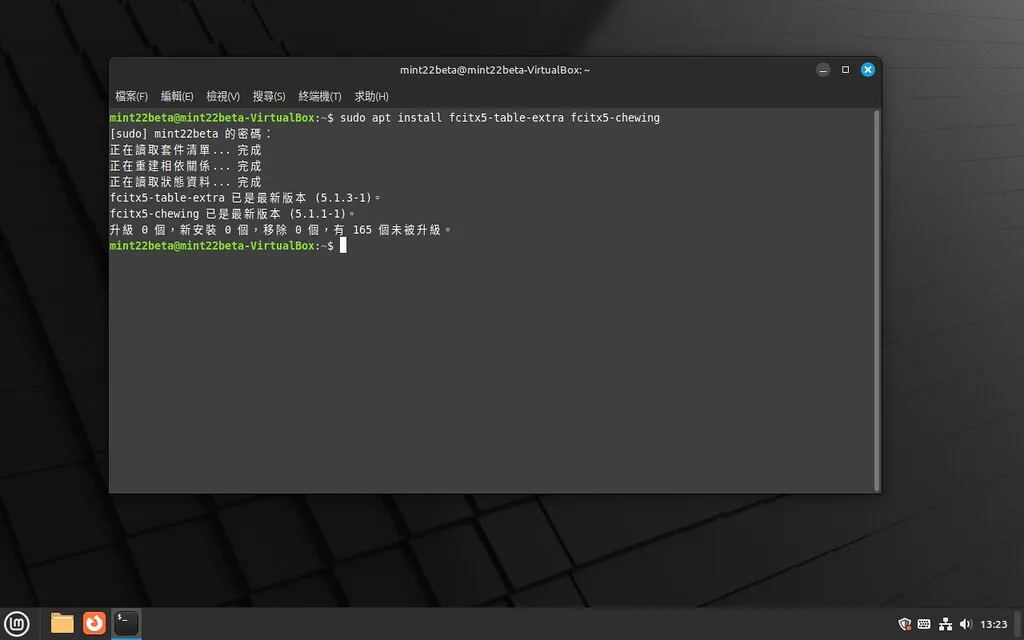 mint22beta@mint22beta-VirtualBox: ~
檔案(F) 編輯(E) 檢視(V) 搜尋(S) 終端機(T) 求助(H)
mint22beta@mint22beta-VirtualBox:~$ sudo apt install fcitx5-table-extra fcitx5-chewing
[sudo] mint22beta 的密碼：
正在讀取套件清單... 完成
正在重建相依關係... 完成
正在讀取狀態資料... 完成
fcitx5-table-extra 已是最新版本 (5.1.3-1)。
fcitx5-chewing 已是最新版本 (5.1.1-1)。
升級 0 個，新安裝 0 個，移除 0 個，有 165 個未被升級。
mint22beta@mint22beta-VirtualBox:~$
13:23